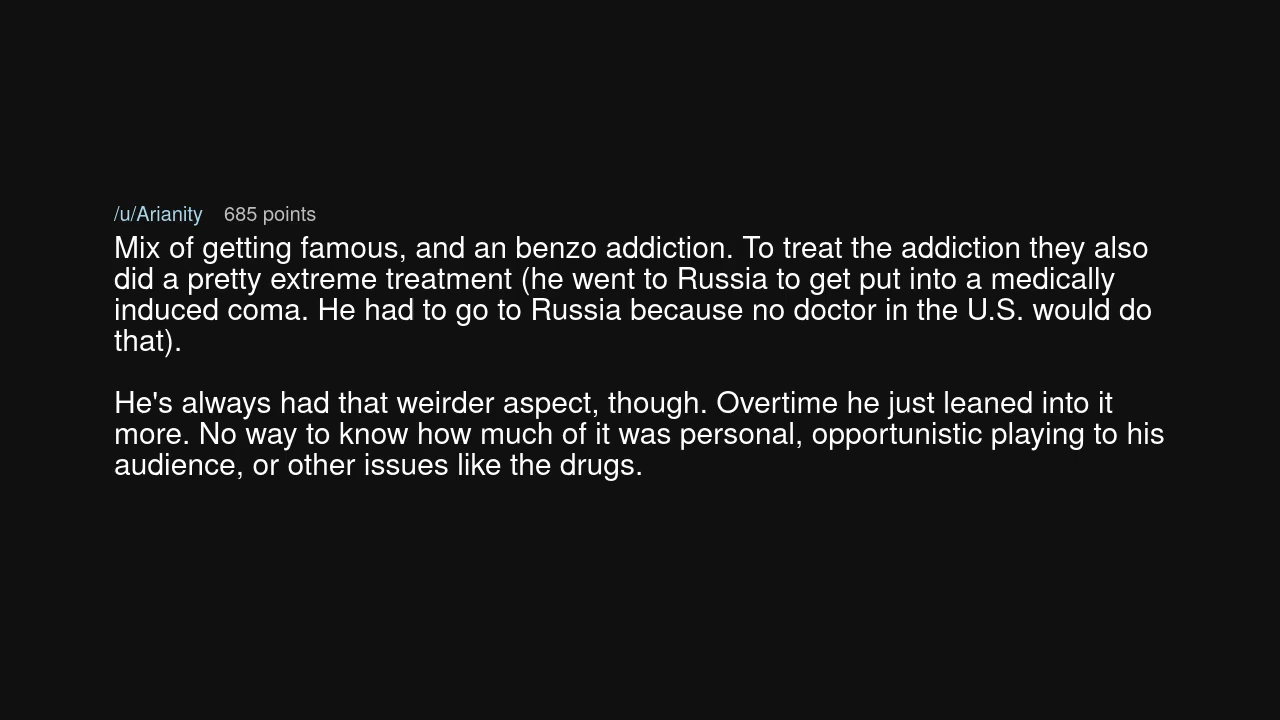 /u/Arianity 685 points
Mix of getting famous, and an benzo addiction. To treat the addiction they also
did a pretty extreme treatment (he went to Russia to get put into a medically
induced coma. He had to go to Russia because no doctor in the U.S. would do
that).
He's always had that weirder aspect, though. Overtime he just leaned into it
more. No way to know how much of it was personal, opportunistic playing to his
audience, or other issues like the drugs.